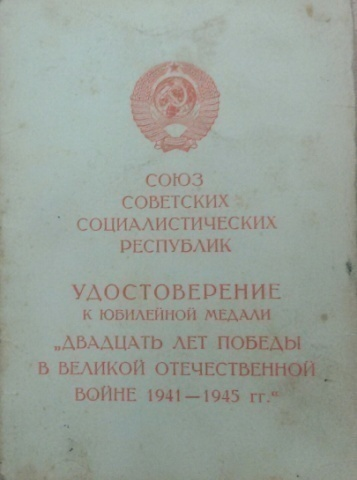 СОЮЗ
СОВЕТСКИХ
СОЦИАЛИСТИЧЕСКИХ
РЕСПУБЛИК
УДОСТОВЕРЕНИЕ
К ЮБИЛЕЙНОЙ МЕДАЛИ
„ДВАДЦАТЬ ЛЕТ ПОБЕДЫ
В ВЕЛИКОЙ ОТЕЧЕСТВЕННОЙ
ВОЙНЕ 1941—1945 гг.“